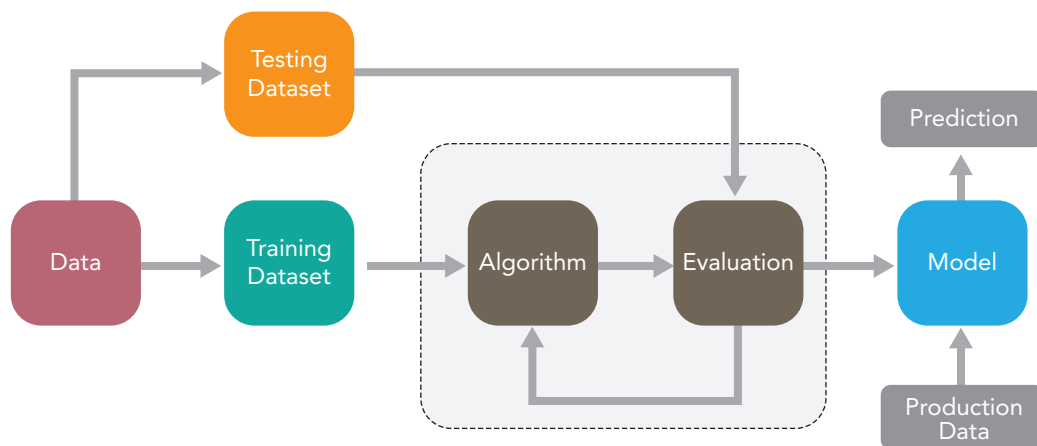 Testing
Dataset
Prediction
Data
Training
Dataset
Algorithm
Evaluation
Model
Production
Data